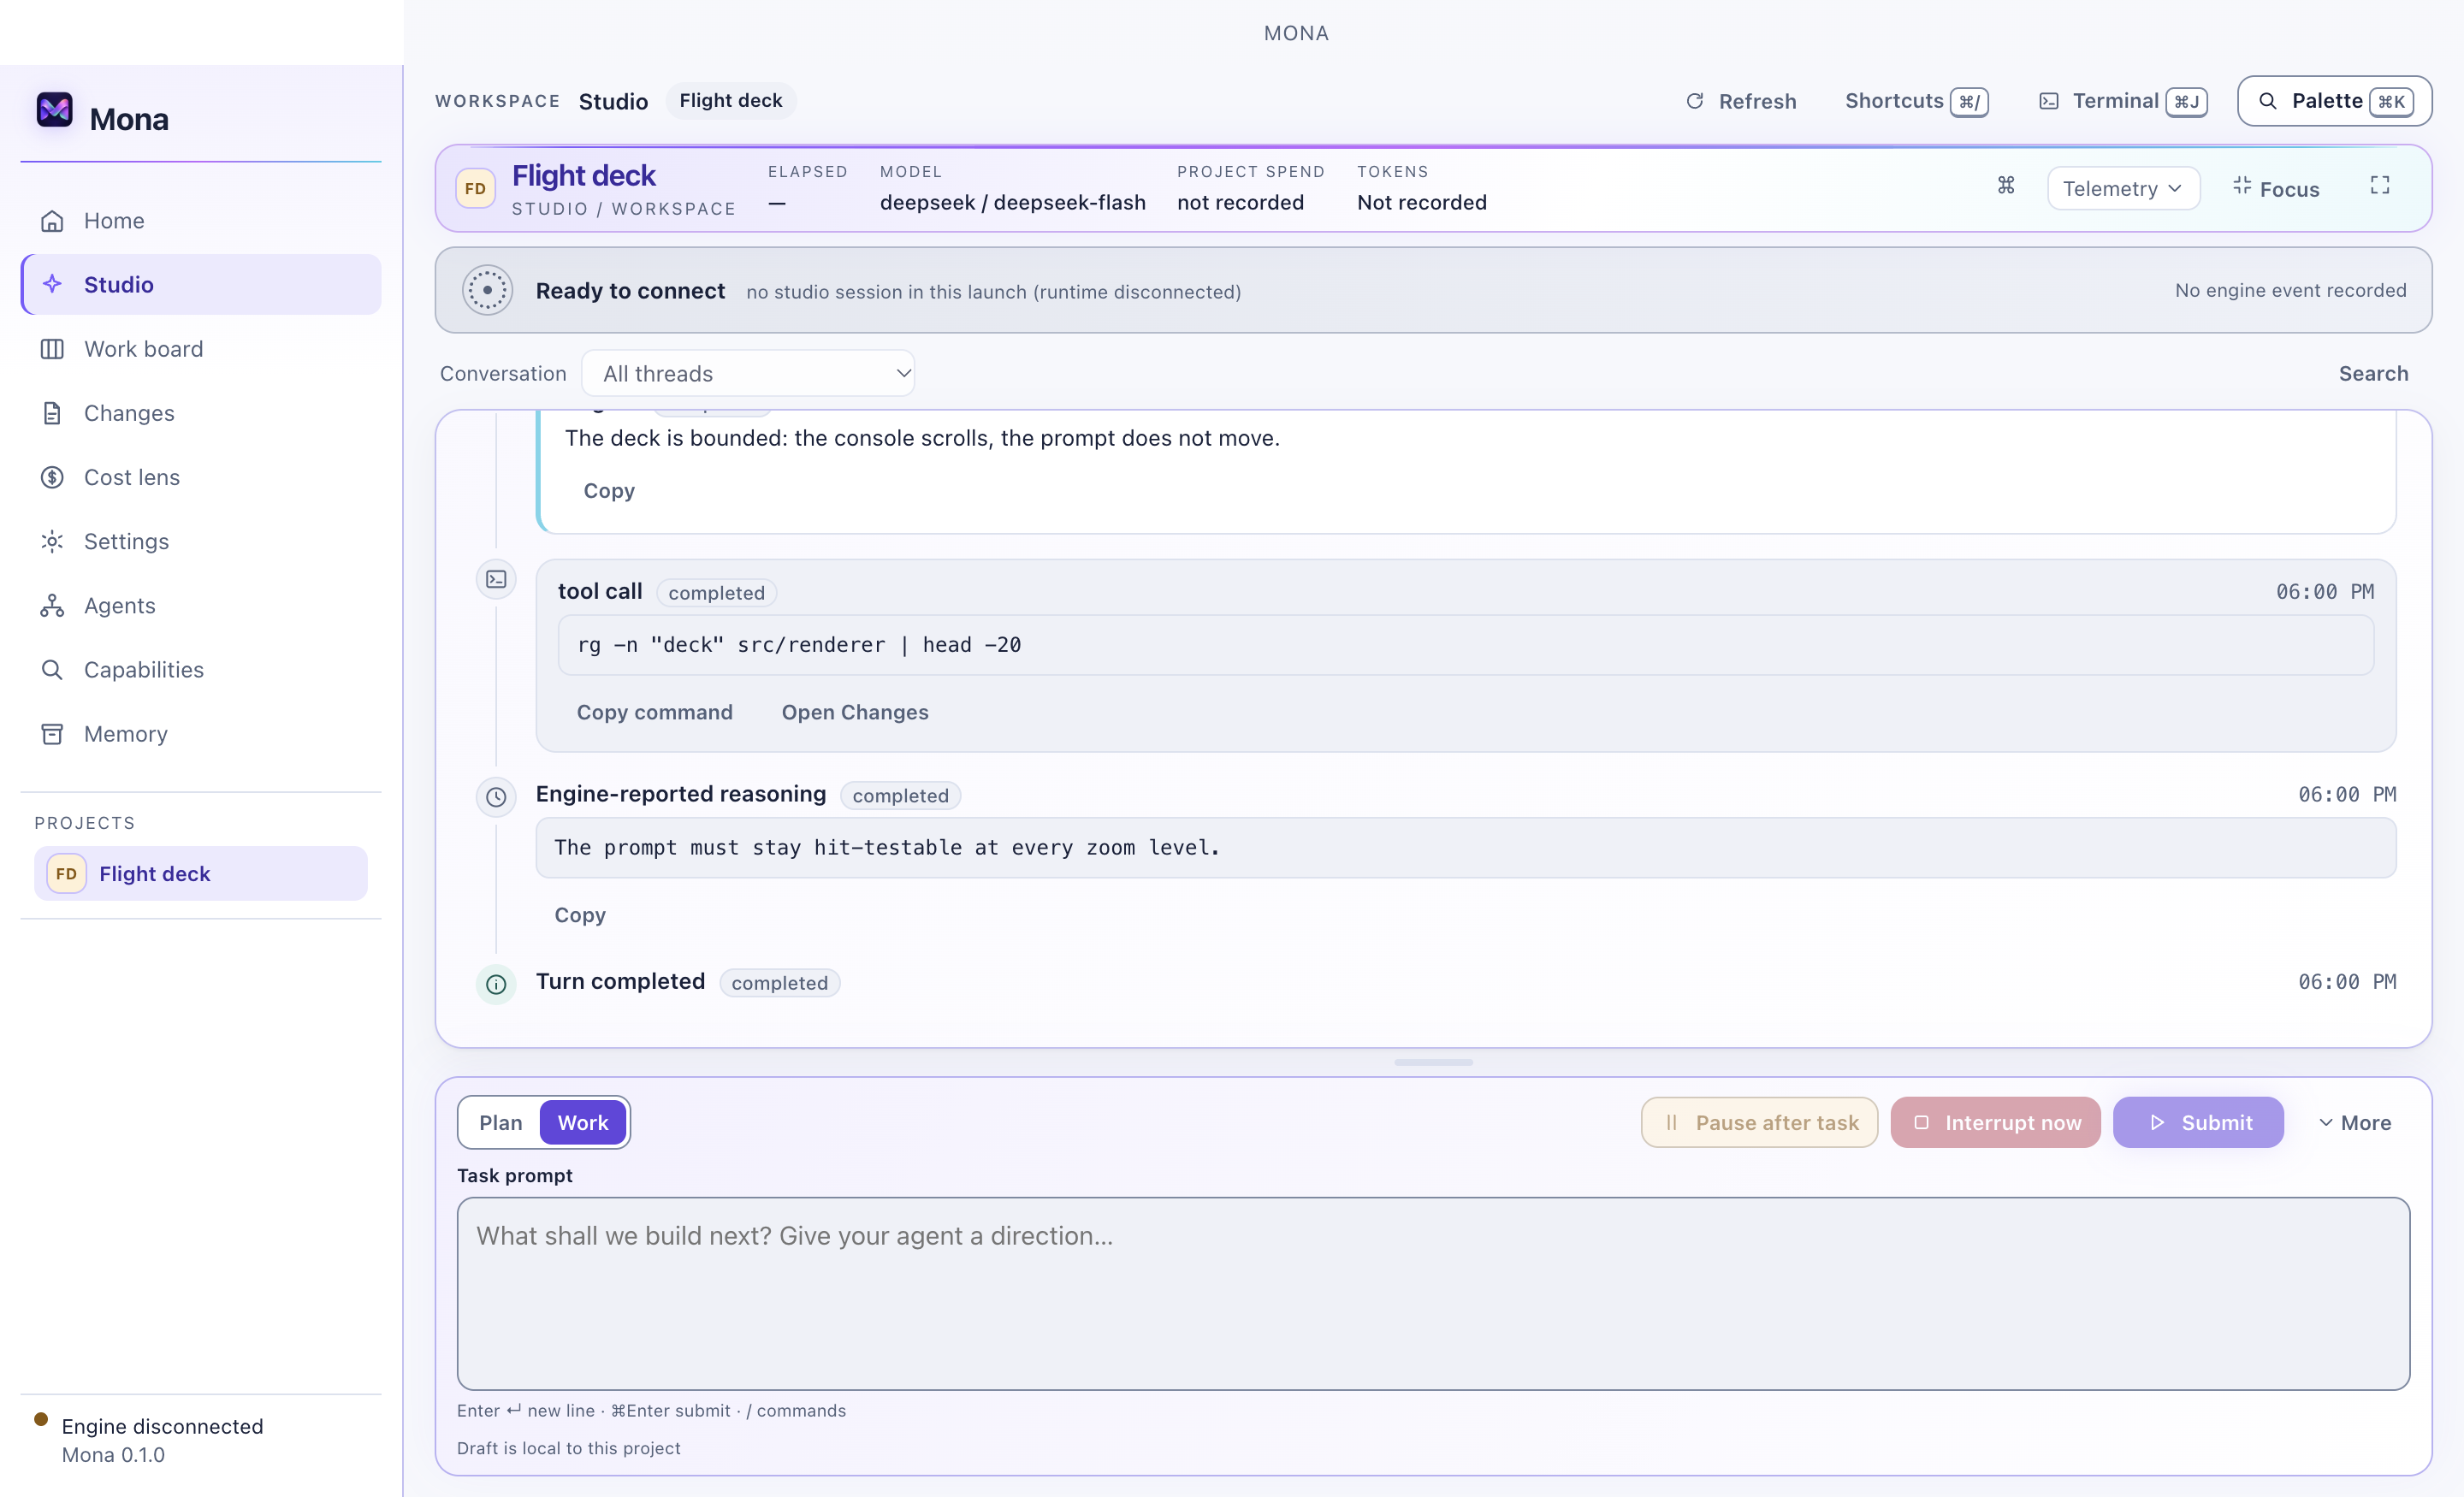 MONA
Mona
Home
Studio
Work board
Changes
Cost lens
Settings
Agents
Capabilities
Memory
PROJECTS
FD Flight deck
Engine disconnected
Mona 0.1.0
WORKSPACE Studio Flight deck
Refresh Shortcuts ⌘/ Terminal ⌘J Palette ⌘K
FD Flight deck
STUDIO / WORKSPACE
ELAPSED
—
MODEL
deepseek / deepseek-flash
PROJECT SPEND
not recorded
TOKENS
Not recorded
⌘ Telemetry Focus
Ready to connect no studio session in this launch (runtime disconnected) No engine event recorded
Conversation All threads Search
The deck is bounded: the console scrolls, the prompt does not move.
Copy
tool call completed 06:00 PM
rg -n "deck" src/renderer | head -20
Copy command Open Changes
Engine-reported reasoning completed 06:00 PM
The prompt must stay hit-testable at every zoom level.
Copy
Turn completed completed 06:00 PM
Plan Work Pause after task Interrupt now Submit More
Task prompt
What shall we build next? Give your agent a direction...
Enter ↵ new line · ⌘Enter submit · / commands
Draft is local to this project